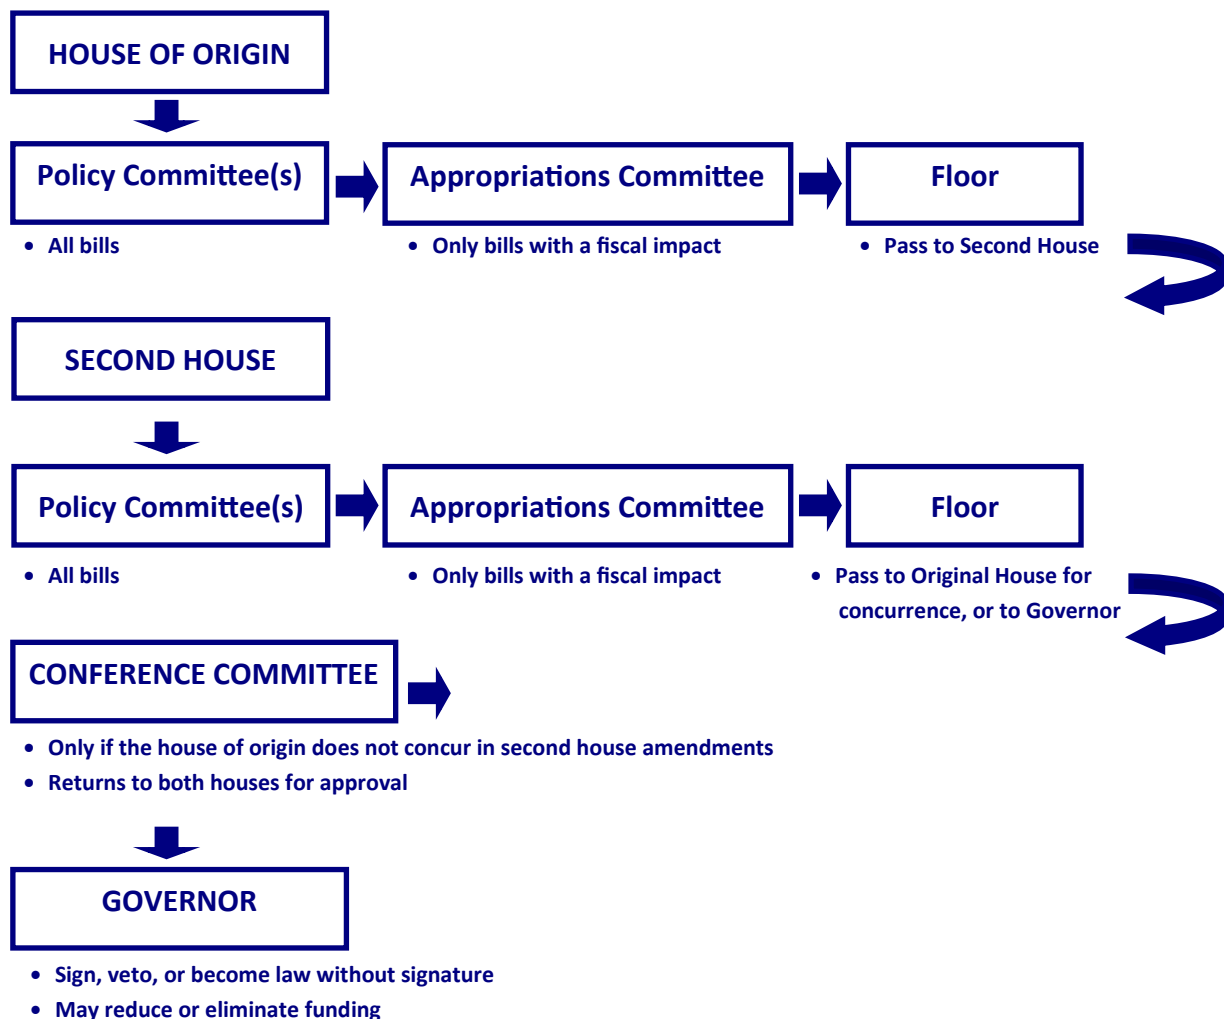 HOUSE OF ORIGIN
Policy Committee(s)
Appropriations Committee
Floor
• All bills
• Only bills with a fiscal impact
• Pass to Second House
SECOND HOUSE
Policy Committee(s)
Appropriations Committee
Floor
• All bills
• Only bills with a fiscal impact
• Pass to Original House for
concurrence, or to Governor
CONFERENCE COMMITTEE
• Only if the house of origin does not concur in second house amendments
• Returns to both houses for approval
GOVERNOR
• Sign, veto, or become law without signature
• May reduce or eliminate funding